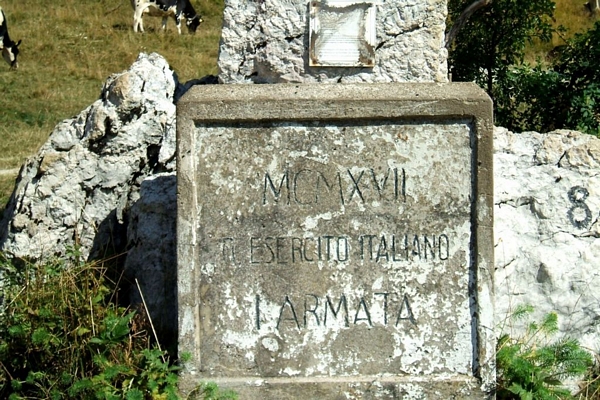 MCMXVII
R. ESERCITO ITALIANO
I ARMATA
8